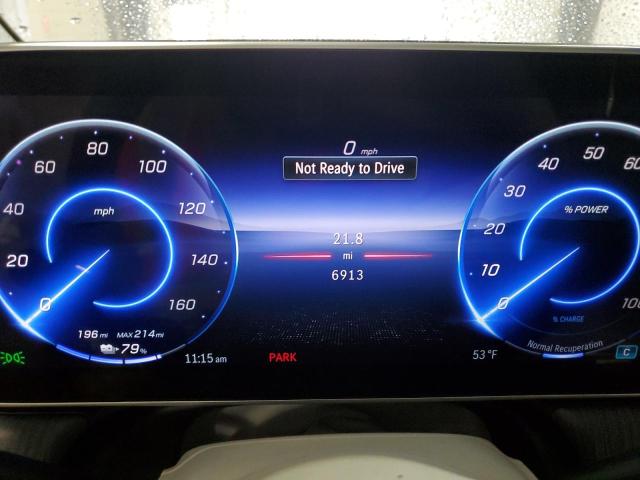 0 mph
Not Ready to Drive
21.8
mi
6913
0
20
40
60
80
100
120
140
160
mph
196 mi MAX 214 mi
79%
0
10
20
30
40
50
60
100
% POWER
% CHARGE
Normal Recuperation
C
11:15 am
PARK
53 °F